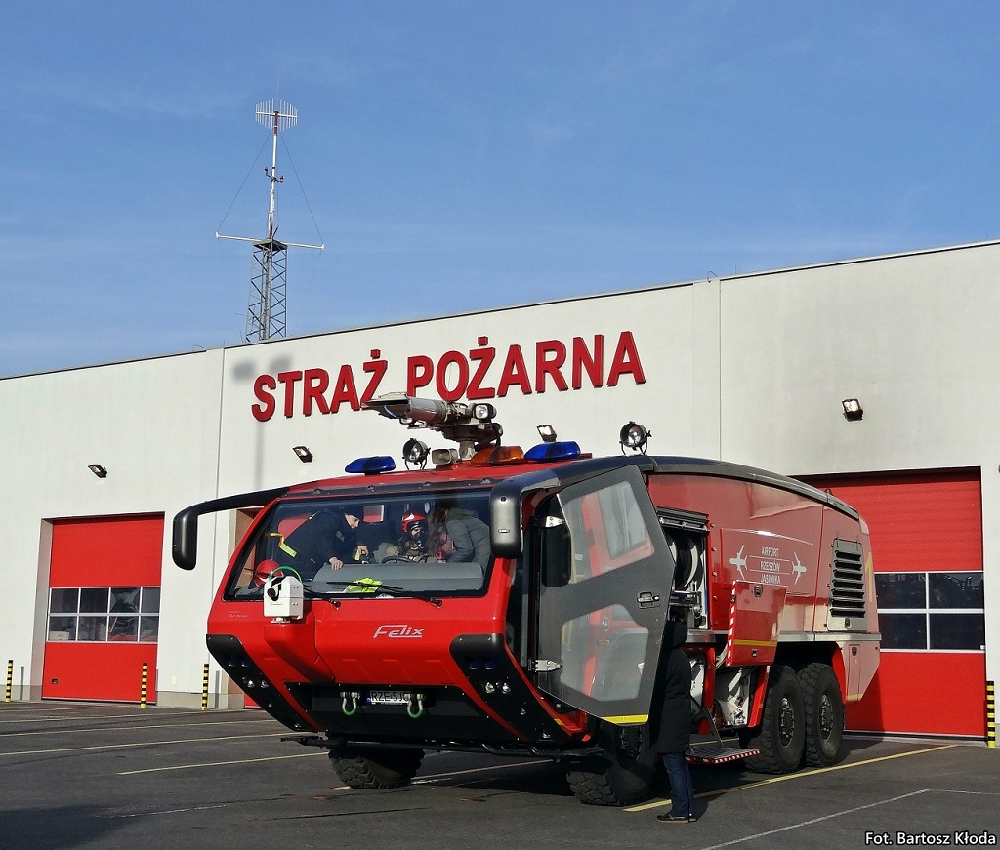 STRAŻ POŻARNA
AIRPORT
RZESZÓW
JASIONKA
Felix
Fot. Bartosz Kłoda